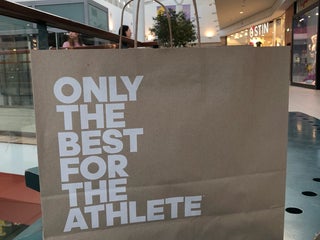 ONLY
THE
BEST
FOR
THE
ATHLETE